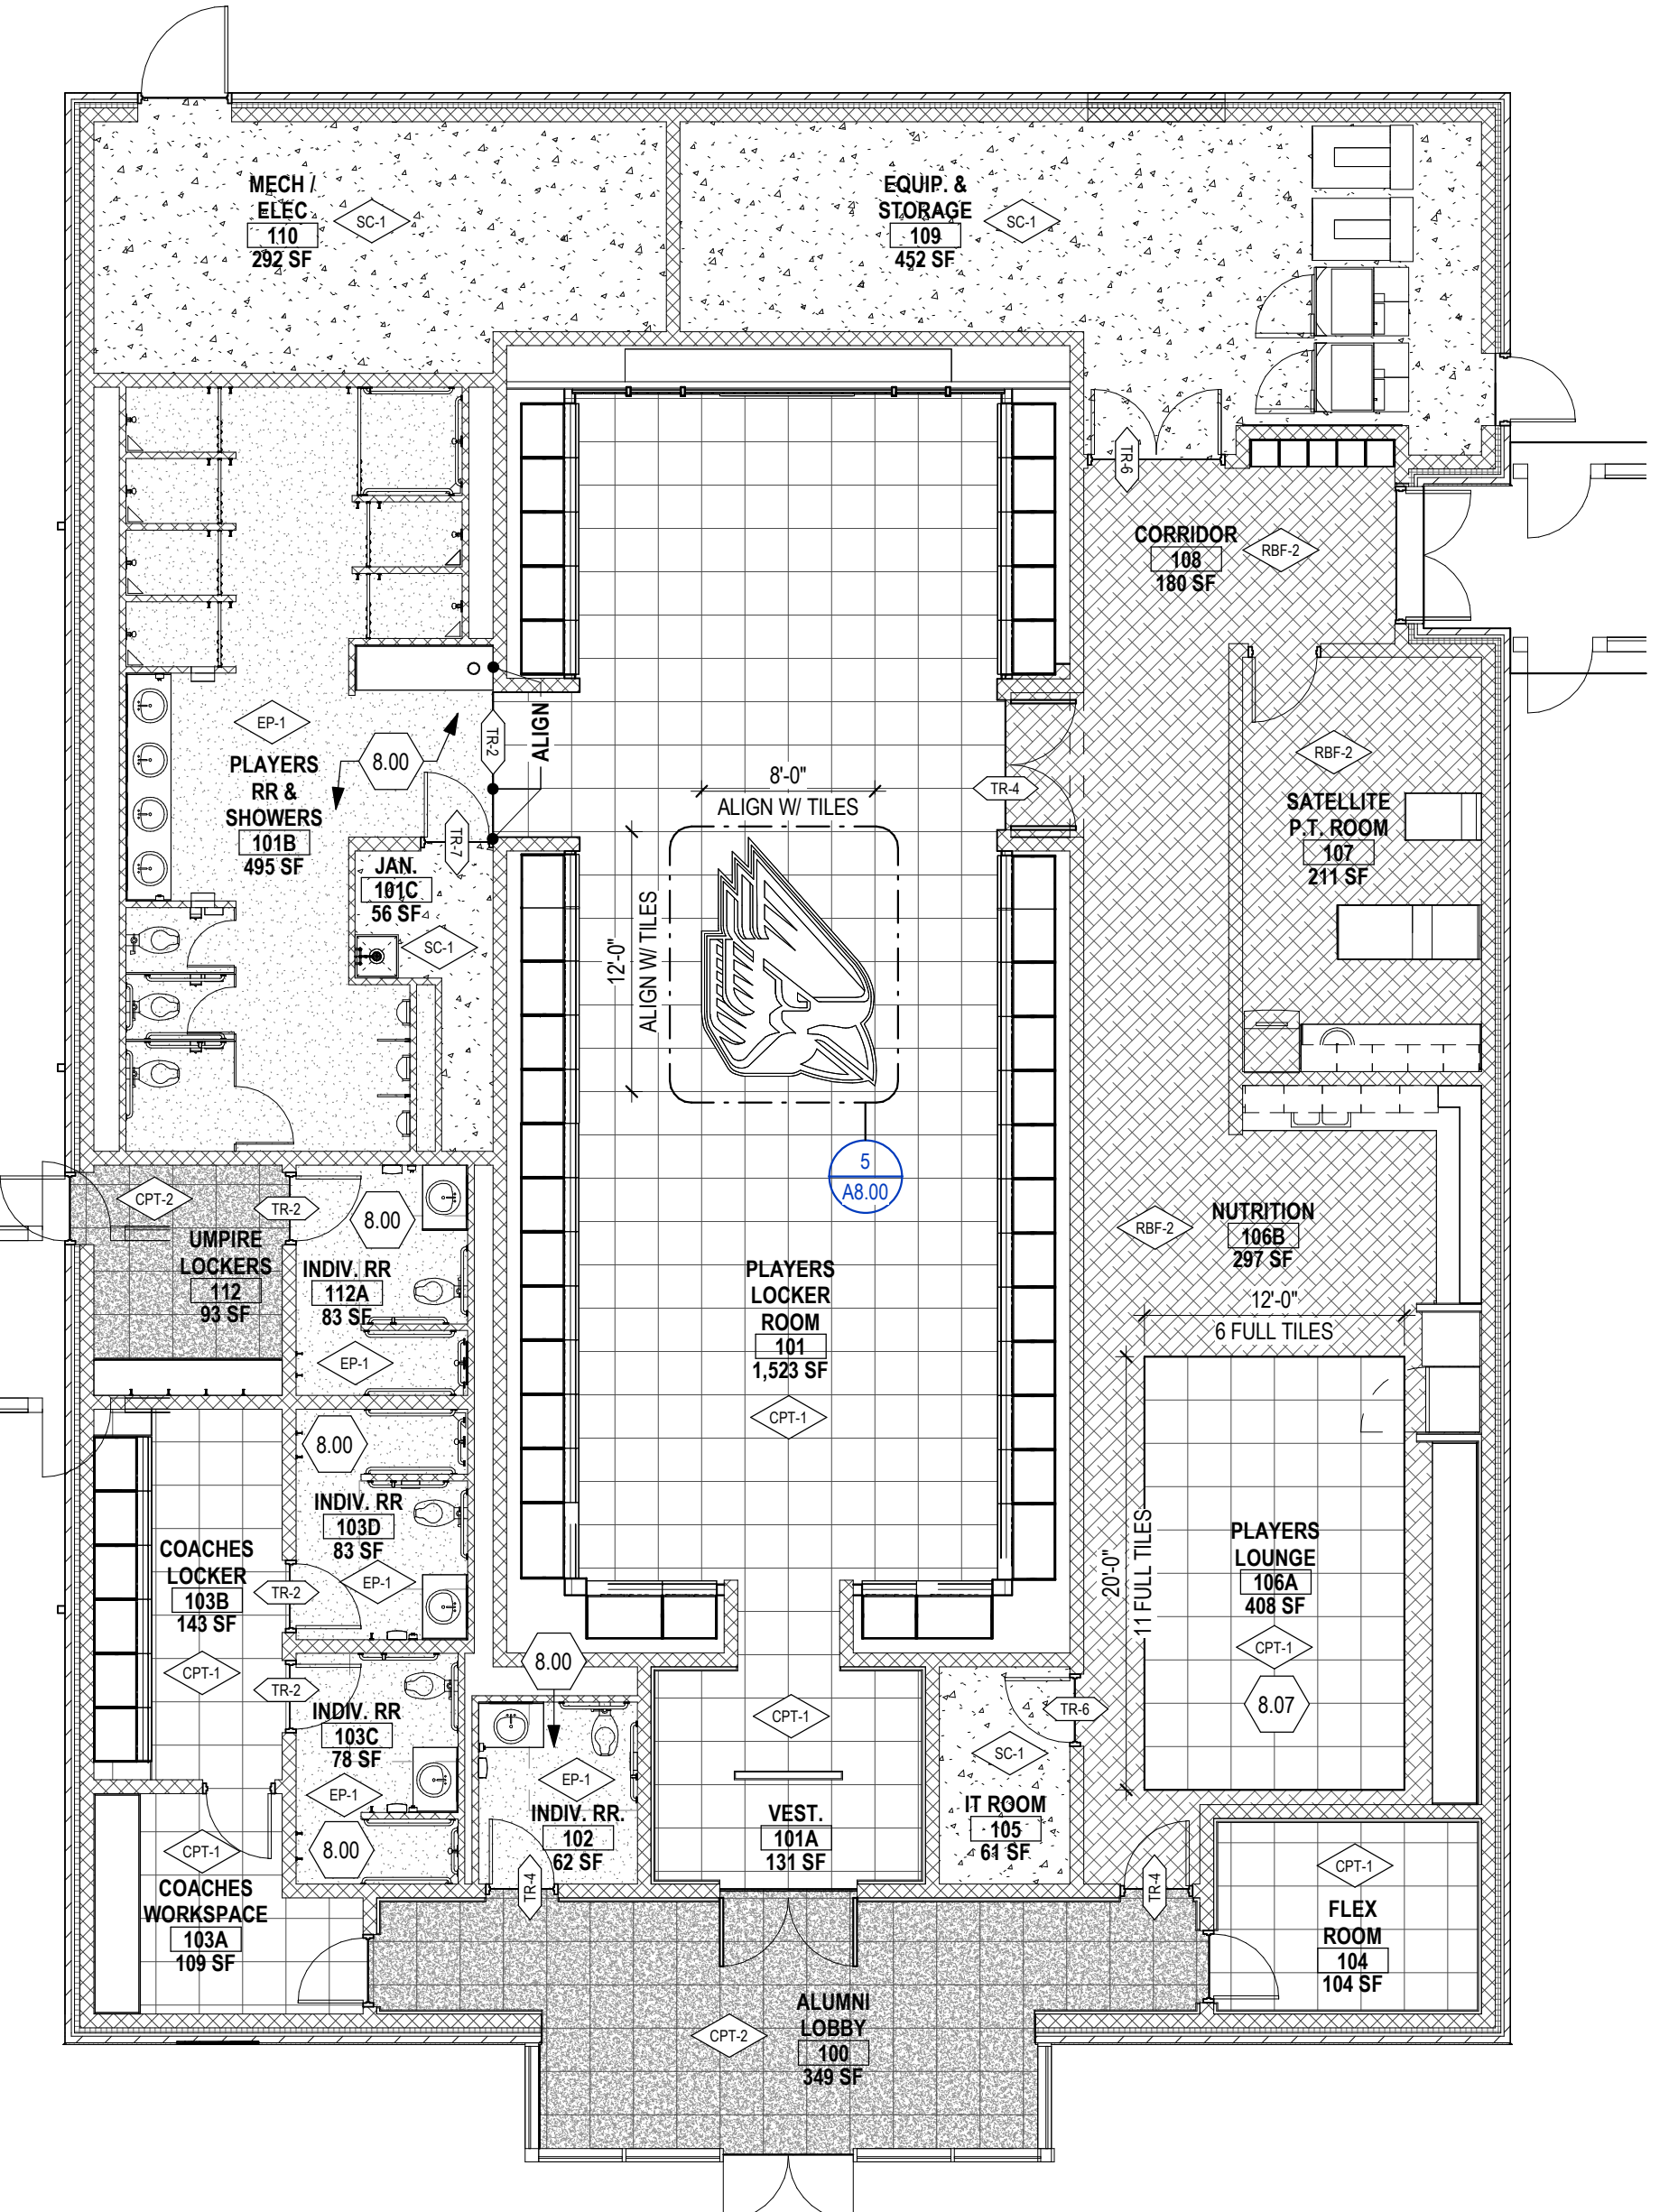 MECH /
ELEC
110
292 SF
SC-1
EQUIP. &
STORAGE
109
452 SF
SC-1
TR-6
CORRIDOR
108
180 SF
RBF-2
EP-1
PLAYERS
RR &
SHOWERS
101B
495 SF
8.00
TR-2
ALIGN
TR-7
JAN.
101C
56 SF
SC-1
8'-0"
ALIGN W/ TILES
12'-0"
ALIGN W/ TILES
TR-4
RBF-2
SATELLITE
P.T. ROOM
107
211 SF
5
A8.00
CPT-2
UMPIRE
LOCKERS
112
93 SF
TR-2
8.00
INDIV. RR
112A
83 SF
EP-1
PLAYERS
LOCKER
ROOM
101
1,523 SF
CPT-1
RBF-2
NUTRITION
106B
297 SF
12'-0"
6 FULL TILES
20'-0"
11 FULL TILES
PLAYERS
LOUNGE
106A
408 SF
CPT-1
8.07
8.00
INDIV. RR
103D
83 SF
EP-1
COACHES
LOCKER
103B
143 SF
CPT-1
TR-2
TR-2
INDIV. RR
103C
78 SF
EP-1
8.00
8.00
EP-1
INDIV. RR.
102
62 SF
TR-4
CPT-1
VEST.
101A
131 SF
SC-1
IT ROOM
105
61 SF
TR-6
TR-4
CPT-1
COACHES
WORKSPACE
103A
109 SF
CPT-1
FLEX
ROOM
104
104 SF
CPT-2
ALUMNI
LOBBY
100
349 SF